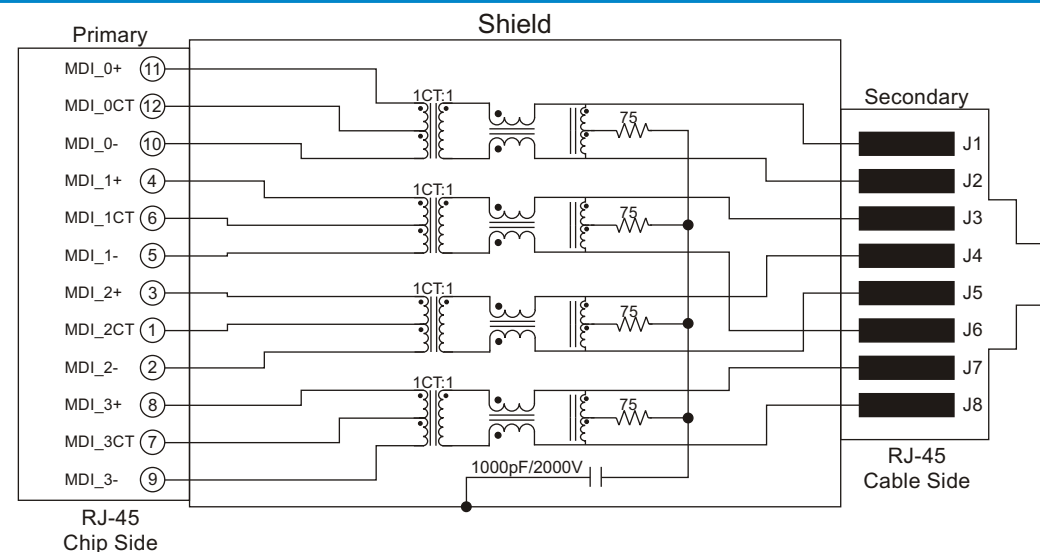 Shield
Primary
MDI_0+ 11
MDI_0CT 12
MDI_0- 10
MDI_1+ 4
MDI_1CT 6
MDI_1- 5
MDI_2+ 3
MDI_2CT 1
MDI_2- 2
MDI_3+ 8
MDI_3CT 7
MDI_3- 9
RJ-45
Chip Side
1CT:1
75
1CT:1
75
1CT:1
75
1CT:1
75
1000pF/2000V
Secondary
J1
J2
J3
J4
J5
J6
J7
J8
RJ-45
Cable Side